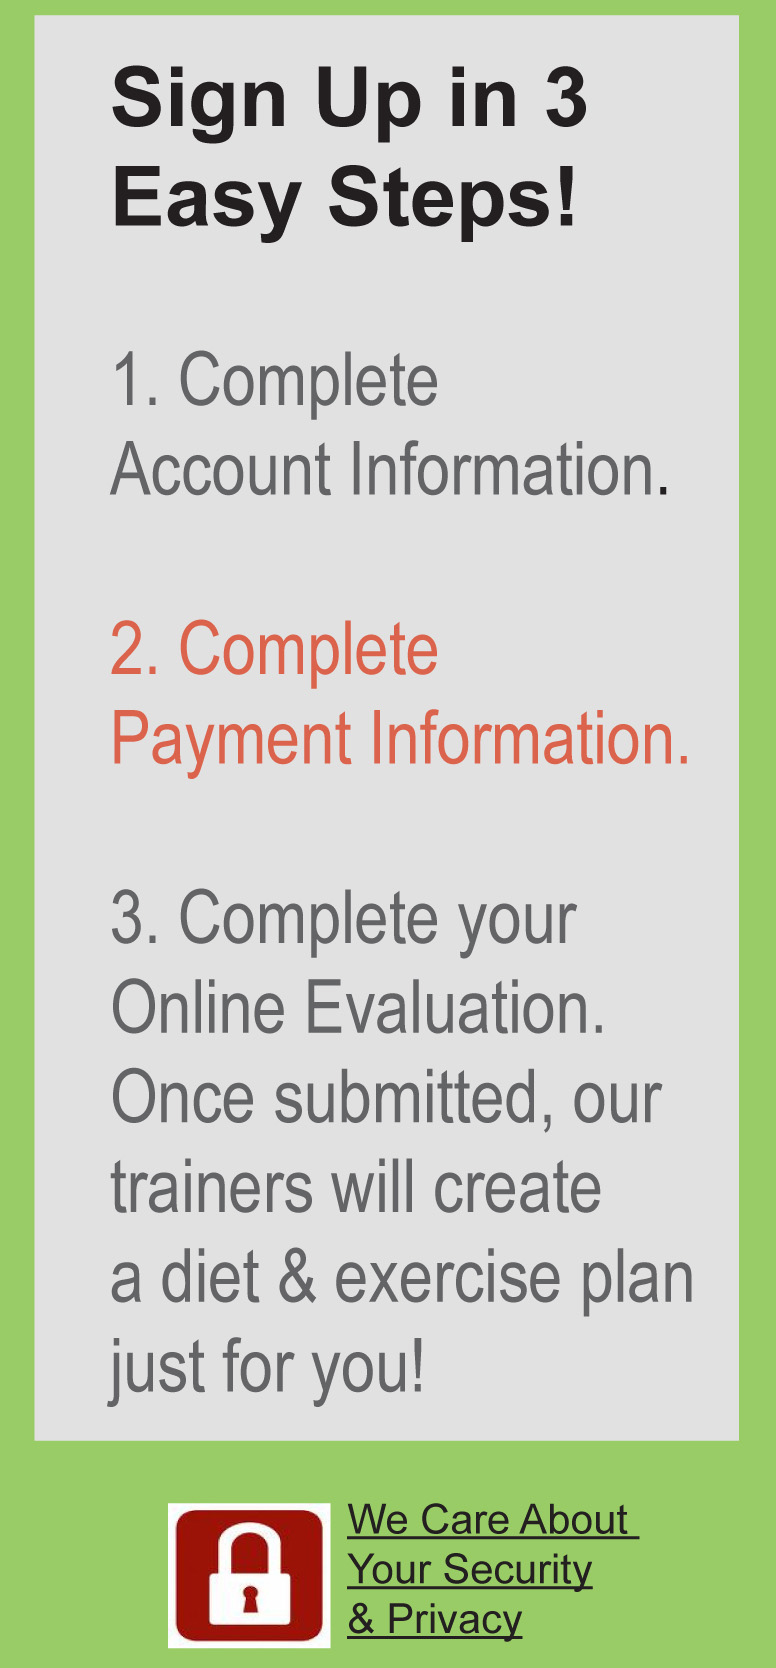 Sign Up in 3
Easy Steps!
1. Complete
Account Information.
2. Complete
Payment Information.
3. Complete your
Online Evaluation.
Once submitted, our
trainers will create
a diet & exercise plan
just for you!
We Care About
Your Security
& Privacy